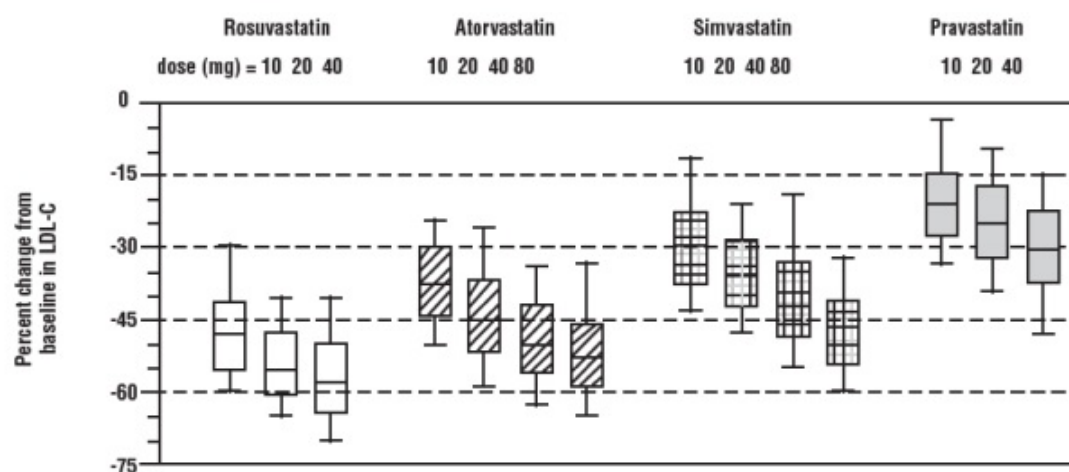 Rosuvastatin Atorvastatin Simvastatin Pravastatin
dose (mg) = 10 20 40 10 20 40 80 10 20 40 80 10 20 40
0
-15
-30
-45
-60
-75
Percent change from
baseline in LDL-C